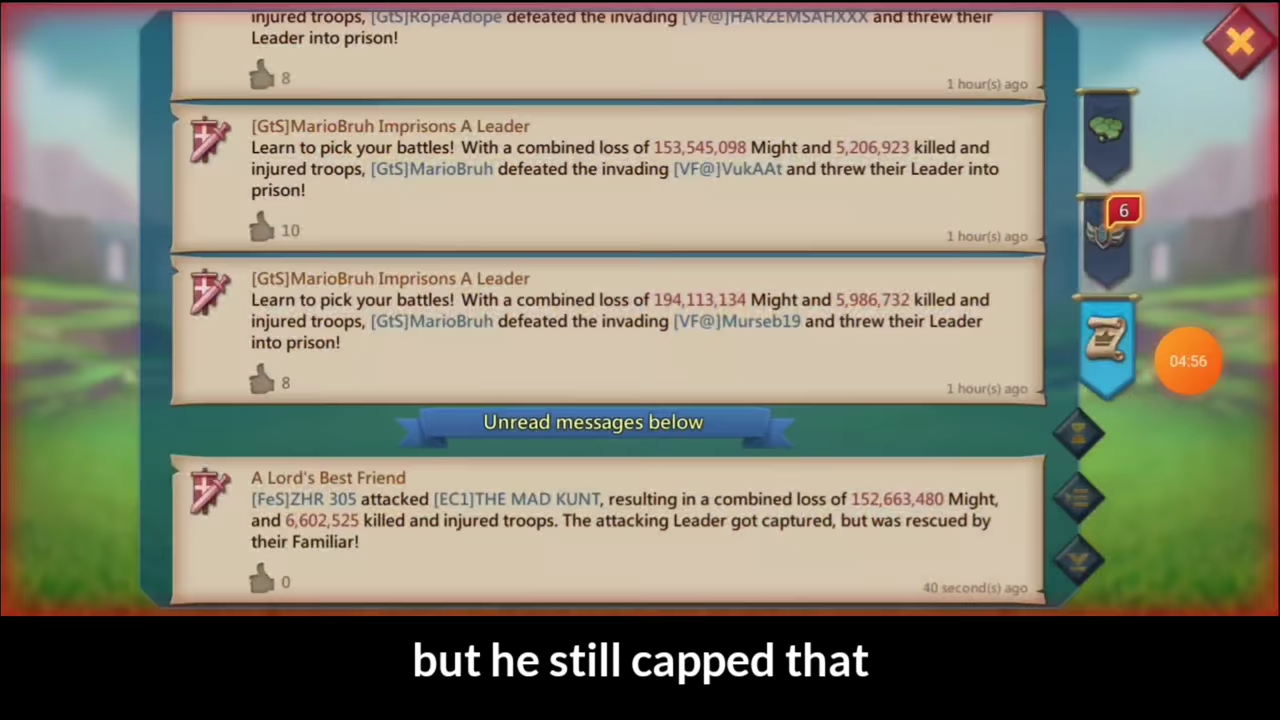 injured troops, [GtS]RopeAdope defeated the invading [VF@]HARZEMSAHXXX and threw their
Leader into prison!
8
1 hour(s) ago
[GtS]MarioBruh Imprisons A Leader
Learn to pick your battles! With a combined loss of 153,545,098 Might and 5,206,923 killed and
injured troops, [GtS]MarioBruh defeated the invading [VF@]VukAAt and threw their Leader into
prison!
10
1 hour(s) ago
6
[GtS]MarioBruh Imprisons A Leader
Learn to pick your battles! With a combined loss of 194,113,134 Might and 5,986,732 killed and
injured troops, [GtS]MarioBruh defeated the invading [VF@]Murseb19 and threw their Leader
into prison!
8
1 hour(s) ago
04:56
Unread messages below
A Lord's Best Friend
[FeS]ZHR 305 attacked [EC1]THE MAD KUNT, resulting in a combined loss of 152,663,480 Might,
and 6,602,525 killed and injured troops. The attacking Leader got captured, but was rescued by
their Familiar!
0
40 second(s) ago
but he still capped that